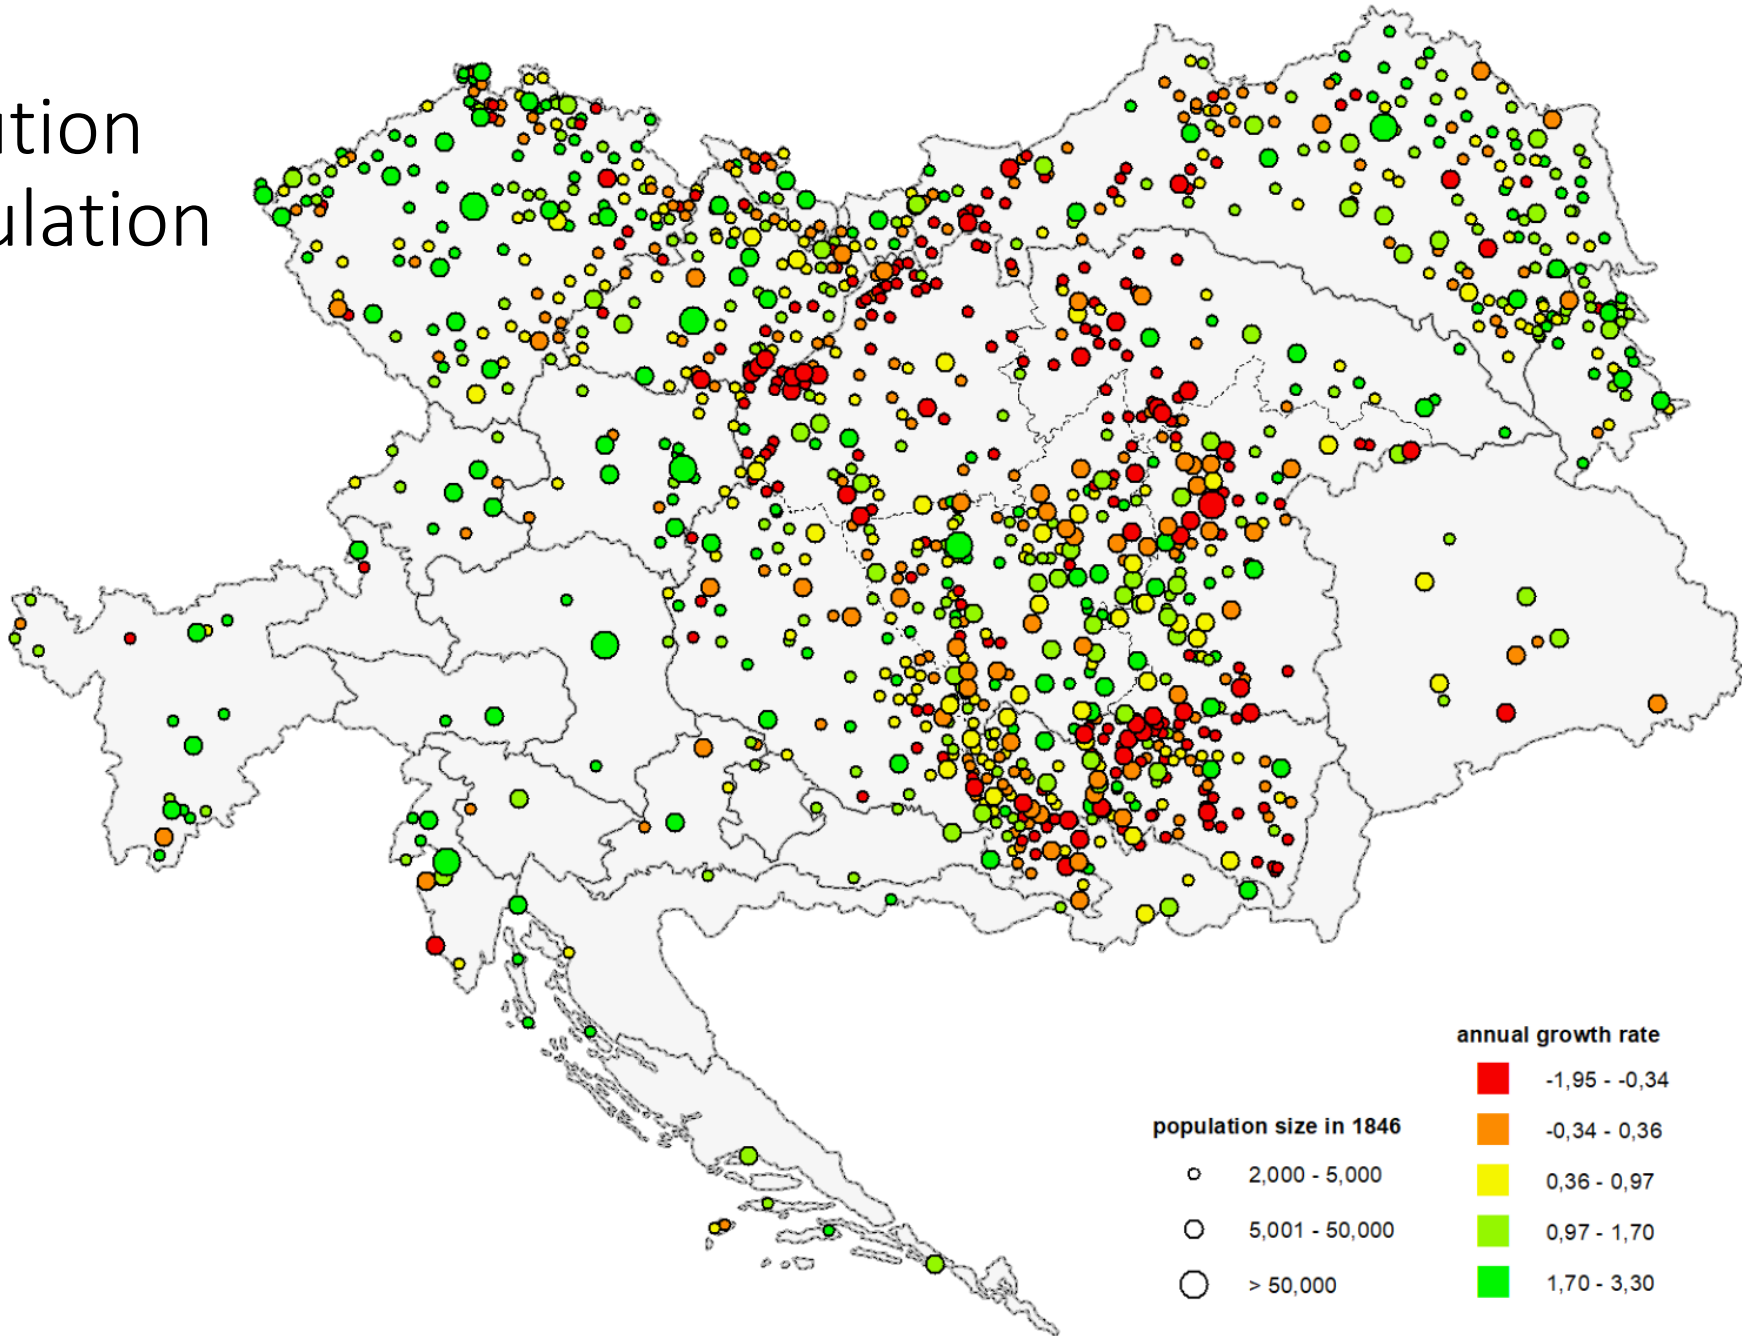 ution
ulation
annual growth rate
-1,95 - -0,34
-0,34 - 0,36
0,36 - 0,97
0,97 - 1,70
1,70 - 3,30
population size in 1846
2,000 - 5,000
5,001 - 50,000
> 50,000